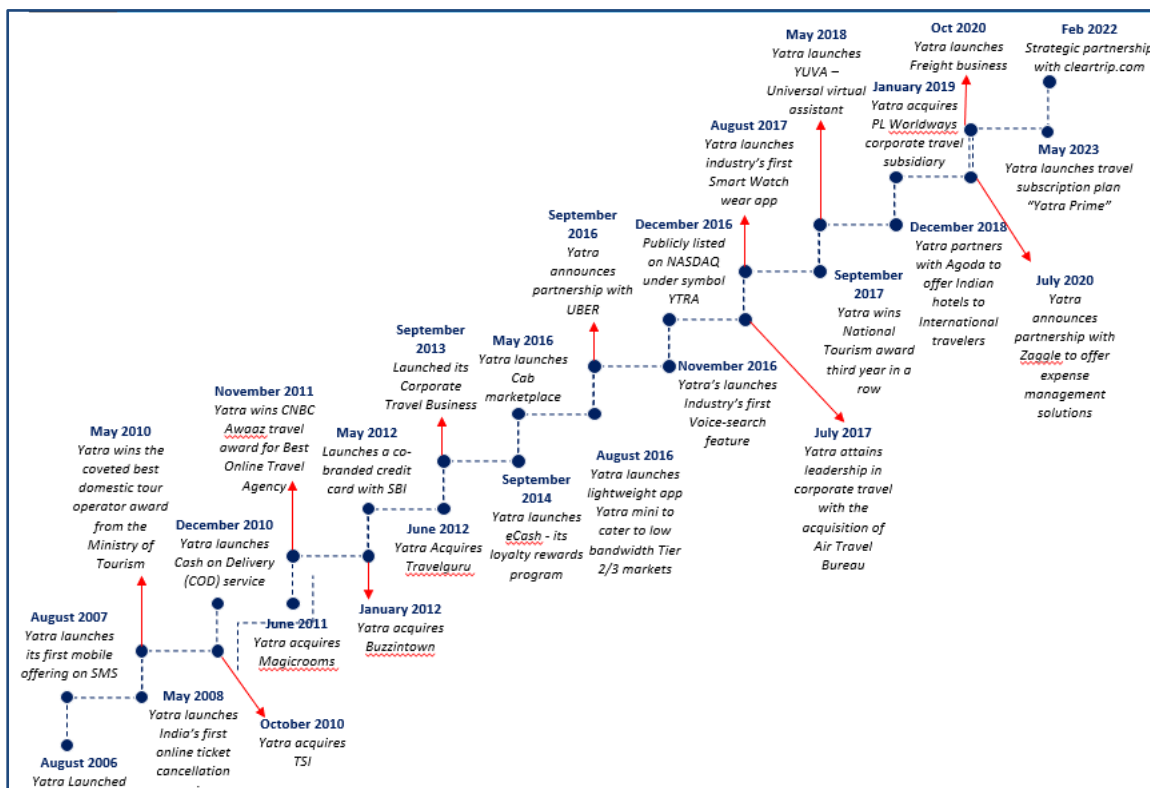 August 2006
Yatra Launched
August 2007
Yatra launches
its first mobile
offering on SMS
May 2008
Yatra launches
India's first
online ticket
cancellation
May 2010
Yatra wins the
coveted best
domestic tour
operator award
from the
Ministry of
Tourism
October 2010
Yatra acquires
TSI
December 2010
Yatra launches
Cash on Delivery
(COD) service
June 2011
Yatra acquires
Magicrooms
November 2011
Yatra wins CNBC
Awaaz travel
award for Best
Online Travel
Agency
January 2012
Yatra acquires
Buzzintown
May 2012
Launches a co-
branded credit
card with SBI
June 2012
Yatra Acquires
Travelguru
September
2013
Launched its
Corporate
Travel Business
September
2014
Yatra launches
eCash - its
loyalty rewards
program
May 2016
Yatra launches
Cab
marketplace
August 2016
Yatra launches
lightweight app
Yatra mini to
cater to low
bandwidth Tier
2/3 markets
September
2016
Yatra
announces
partnership with
UBER
November 2016
Yatra's launches
Industry's first
Voice-search
feature
December 2016
Publicly listed
on NASDAQ
under symbol
YTRA
July 2017
Yatra attains
leadership in
corporate travel
with the
acquisition of
Air Travel
Bureau
August 2017
Yatra launches
industry's first
Smart Watch
wear app
September
2017
Yatra wins
National
Tourism award
third year in a
row
May 2018
Yatra launches
YUVA –
Universal virtual
assistant
December 2018
Yatra partners
with Agoda to
offer Indian
hotels to
International
travelers
January 2019
Yatra acquires
PL Worldways
corporate travel
subsidiary
July 2020
Yatra
announces
partnership with
Zaggle to offer
expense
management
solutions
Oct 2020
Yatra launches
Freight business
Feb 2022
Strategic partnership
with cleartrip.com
May 2023
Yatra launches travel
subscription plan
"Yatra Prime"